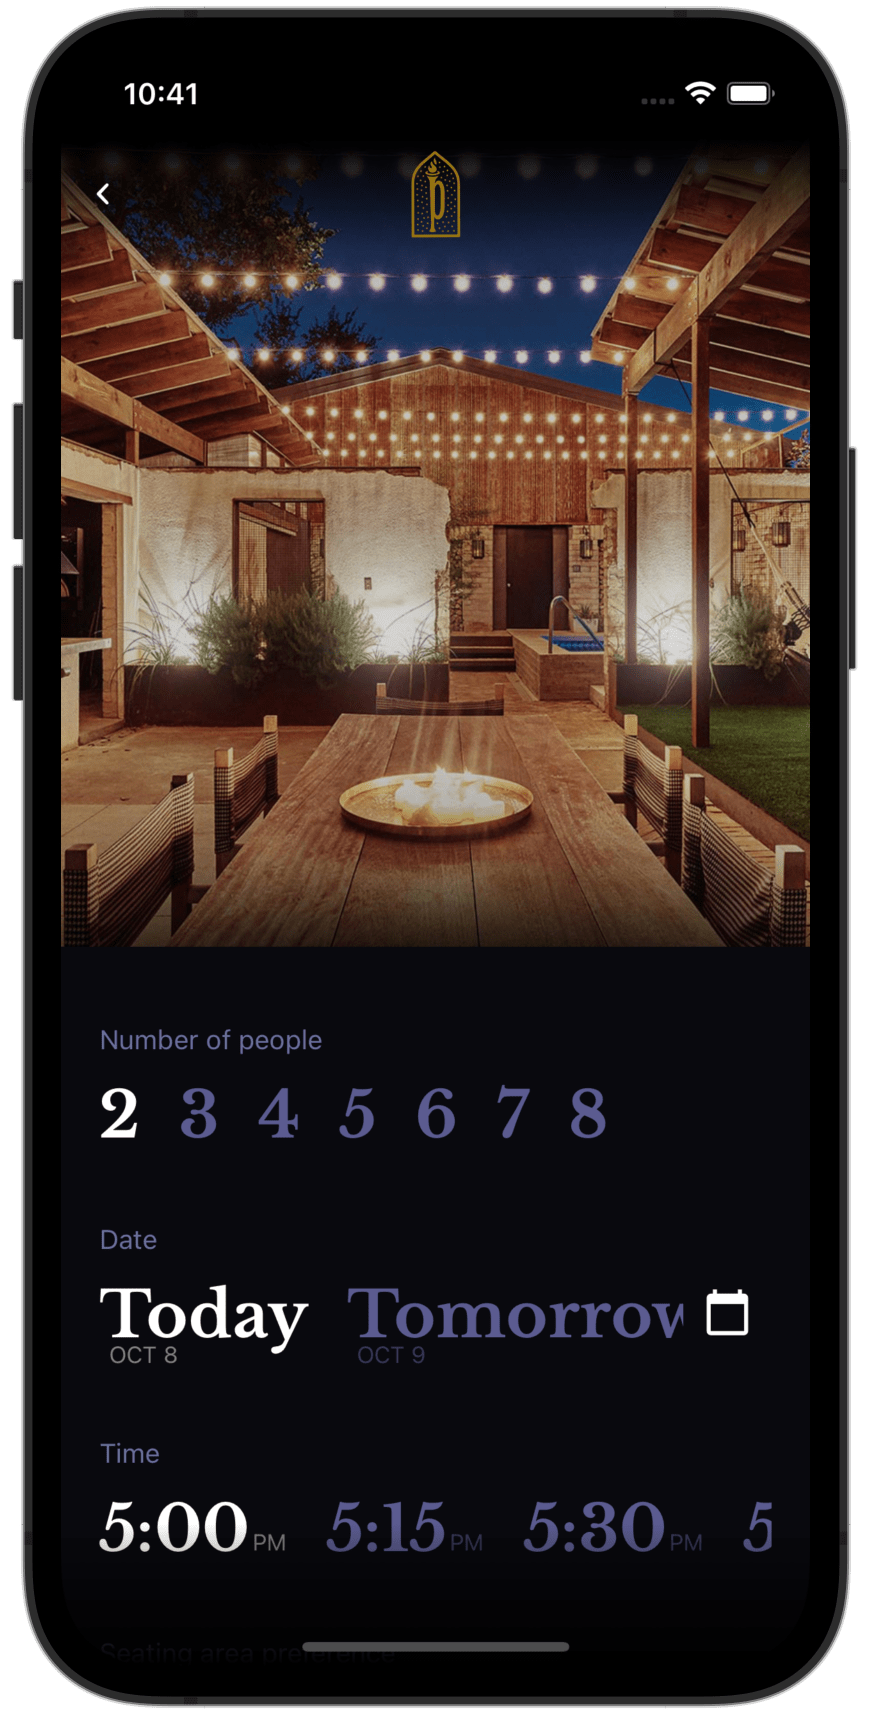 10:41
p
Number of people
2 3 4 5 6 7 8
Date
Today Tomorrow
OCT 8 OCT 9
Time
5:00 PM 5:15 PM 5:30 PM 5
Seating area preference